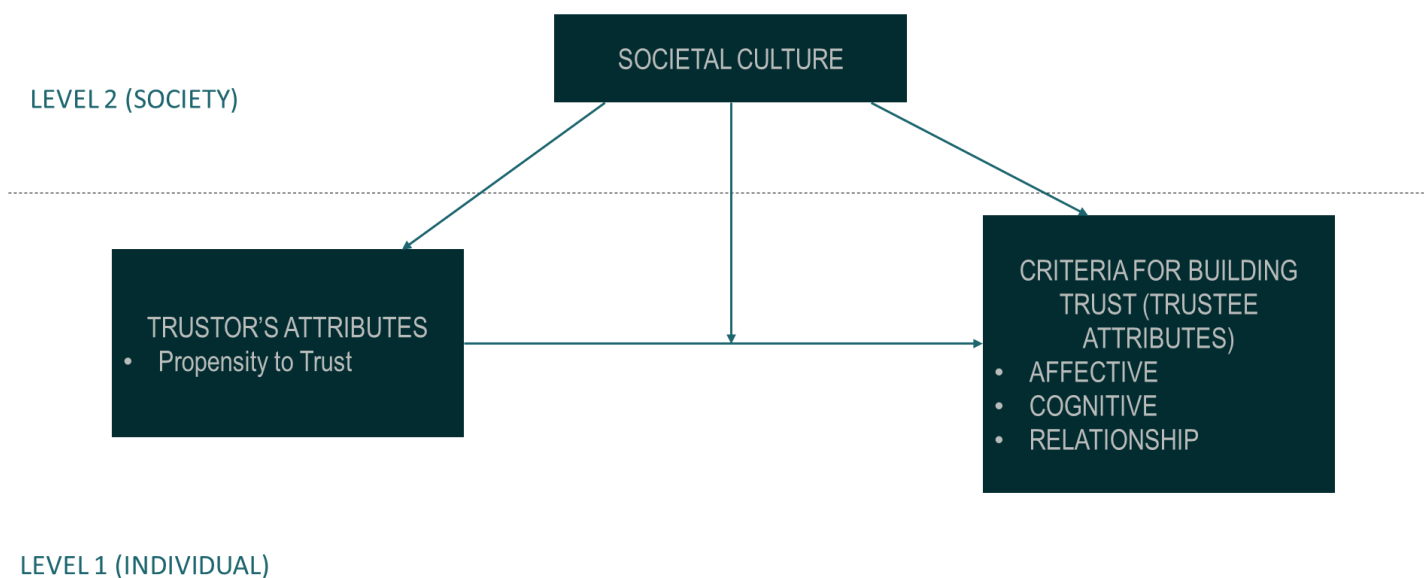 SOCIETAL CULTURE
LEVEL 2 (SOCIETY)
TRUSTOR’S ATTRIBUTES
• Propensity to Trust
CRITERIA FOR BUILDING
TRUST (TRUSTEE
ATTRIBUTES)
• AFFECTIVE
• COGNITIVE
• RELATIONSHIP
LEVEL 1 (INDIVIDUAL)